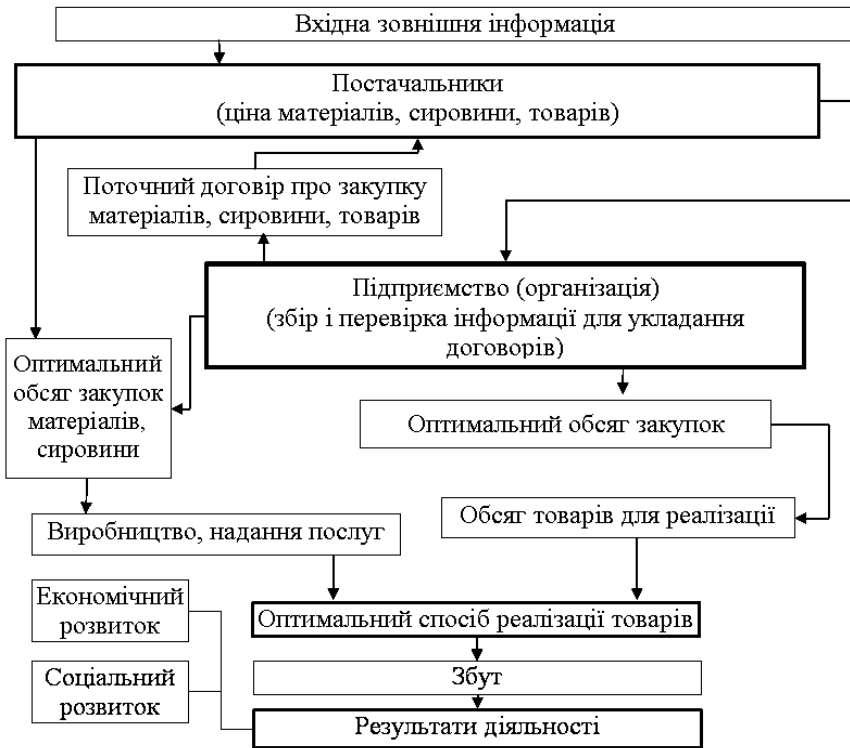 Вхідна зовнішня інформація
Постачальники
(ціна матеріалів, сировини, товарів)
Поточний договір про закупку
матеріалів, сировини, товарів
Підприємство (організація)
(збір і перевірка інформації для укладання
договорів)
Оптимальний
обсяг закупок
матеріалів,
сировини
Оптимальний обсяг закупок
Виробництво, надання послуг
Обсяг товарів для реалізації
Економічний
розвиток
Оптимальний спосіб реалізації товарів
Соціальний
розвиток
Збут
Результати діяльності